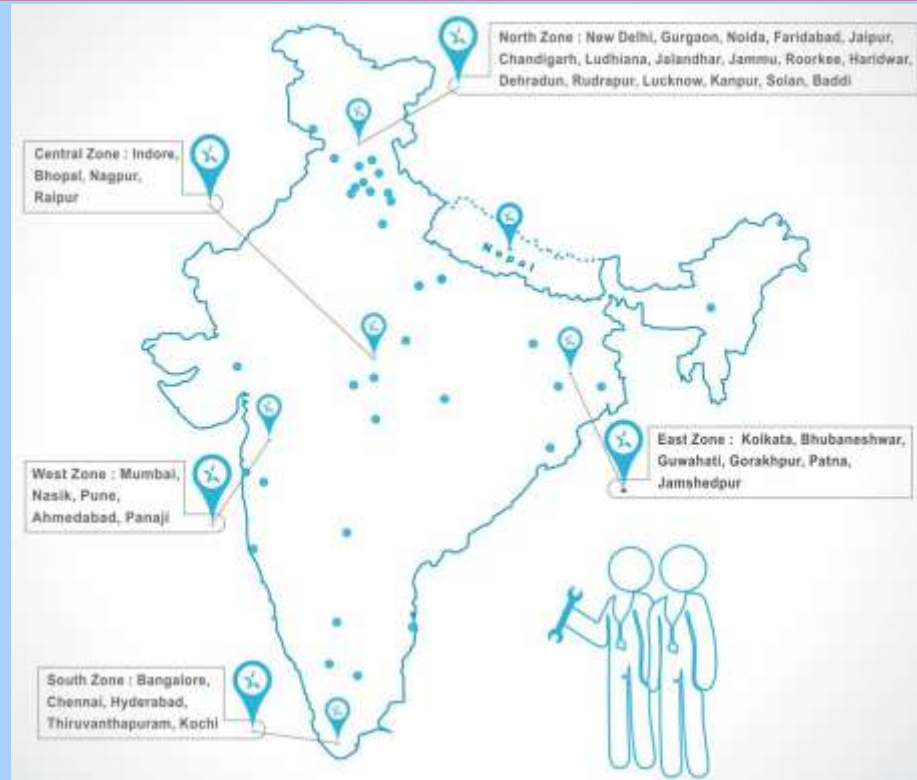 North Zone : New Delhi, Gurgaon, Noida, Faridabad, Jaipur,
Chandigarh, Ludhiana, Jalandhar, Jammu, Roorkee, Haridwar,
Dehradun, Rudrapur, Lucknow, Kanpur, Solan, Baddi
Central Zone : Indore,
Bhopal, Nagpur,
Raipur
Nepal
East Zone : Kolkata, Bhubaneshwar,
Guwahati, Gorakhpur, Patna,
Jamshedpur
West Zone : Mumbai,
Nasik, Pune,
Ahmedabad, Panaji
South Zone : Bangalore,
Chennai, Hyderabad,
Thiruvanthapuram, Kochi